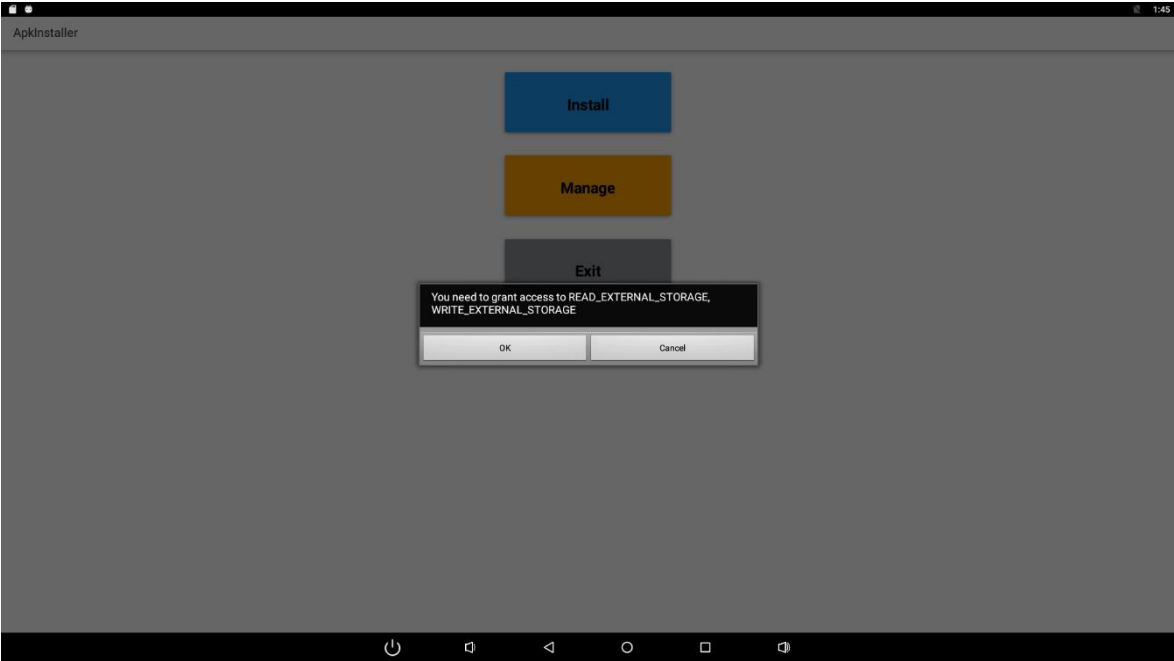 1:45
ApkInstaller
Install
Manage
Exit
You need to grant access to READ_EXTERNAL_STORAGE,
WRITE_EXTERNAL_STORAGE
OK
Cancel